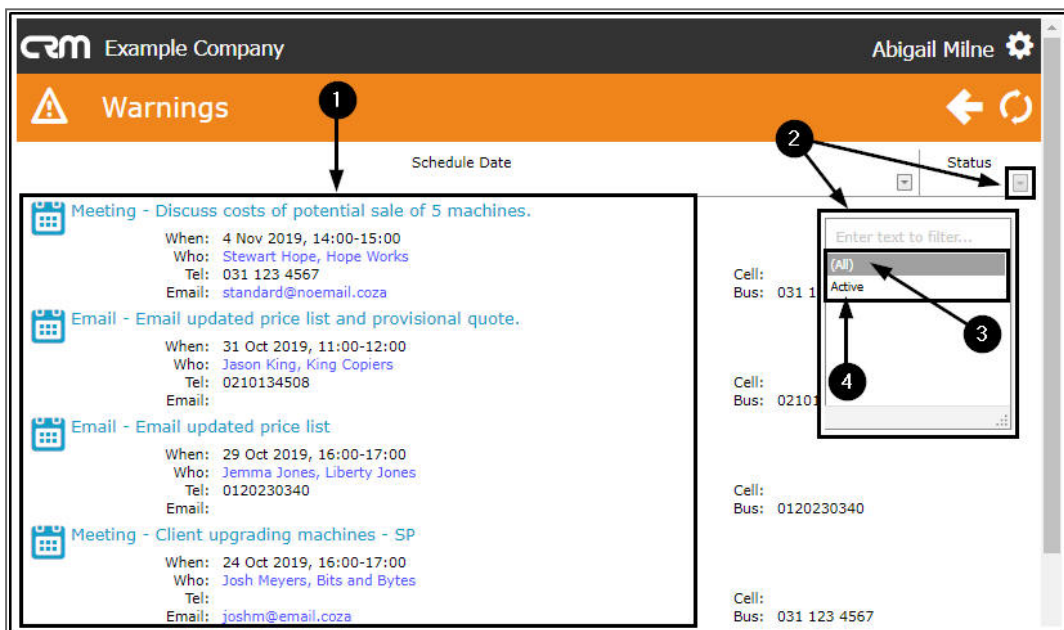 CRM Example Company Abigail Milne
Warnings
1
2
Schedule Date Status
Meeting - Discuss costs of potential sale of 5 machines.
When: 4 Nov 2019, 14:00-15:00
Who: Stewart Hope, Hope Works
Tel: 031 123 4567 Cell:
Email: standard@noemail.coza Bus: 031 1
Enter text to filter...
(All)
Active
3
4
Email - Email updated price list and provisional quote.
When: 31 Oct 2019, 11:00-12:00
Who: Jason King, King Copiers
Tel: 0210134508 Cell:
Email: Bus: 02101
Email - Email updated price list
When: 29 Oct 2019, 16:00-17:00
Who: Jemma Jones, Liberty Jones
Tel: 0120230340 Cell:
Email: Bus: 0120230340
Meeting - Client upgrading machines - SP
When: 24 Oct 2019, 16:00-17:00
Who: Josh Meyers, Bits and Bytes
Tel: Cell:
Email: joshm@email.coza Bus: 031 123 4567